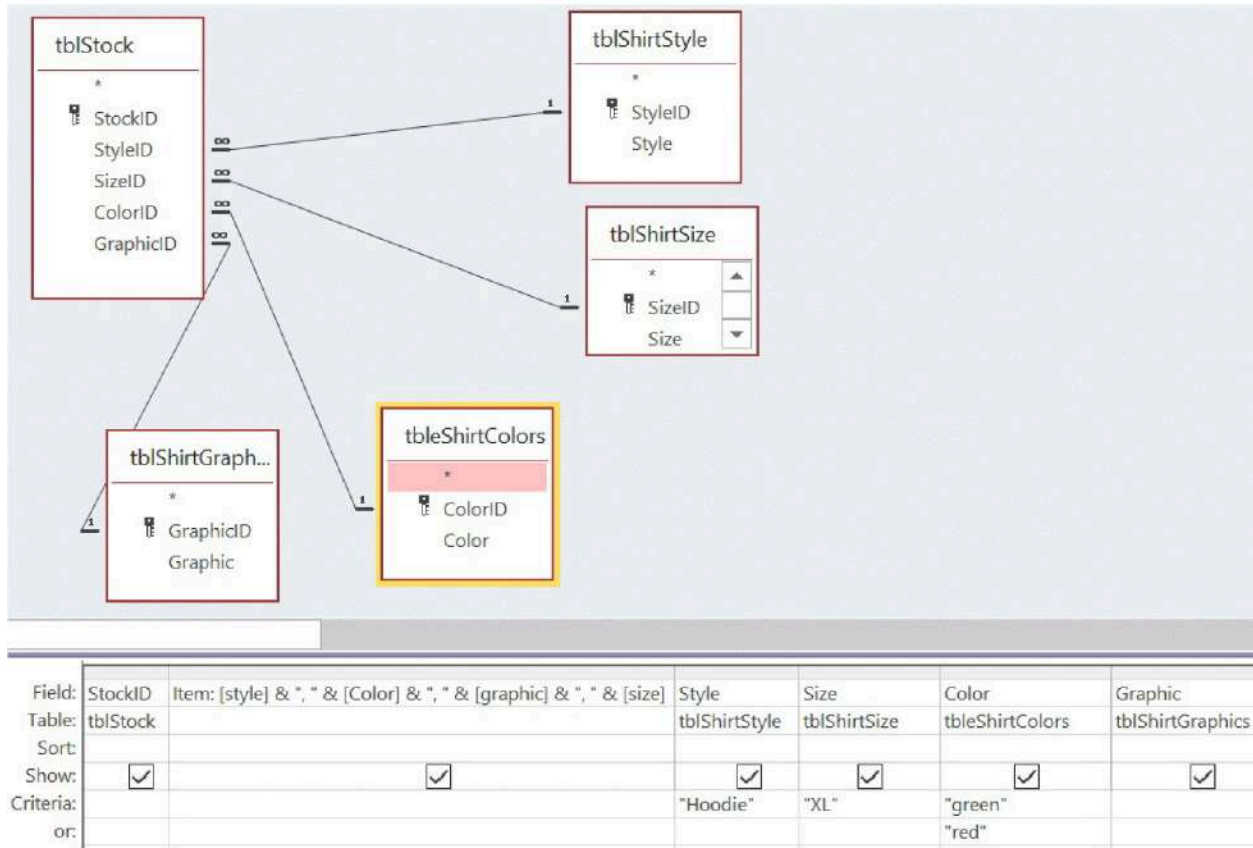 tblStock
*
StockID
StyleID
SizeID
ColorID
GraphicID
∞
∞
∞
∞
tblShirtStyle
*
StyleID
Style
1
tblShirtSize
*
SizeID
Size
1
tblShirtGraph...
*
GraphicID
Graphic
1
tbleShirtColors
*
ColorID
Color
1
Field: StockID Item: [style] & ", " & [Color] & ", " & [graphic] & ", " & [size] Style Size Color Graphic
Table: tblStock tblShirtStyle tblShirtSize tbleShirtColors tblShirtGraphics
Sort:
Show:
Criteria: "Hoodie" "XL" "green"
or: "red"